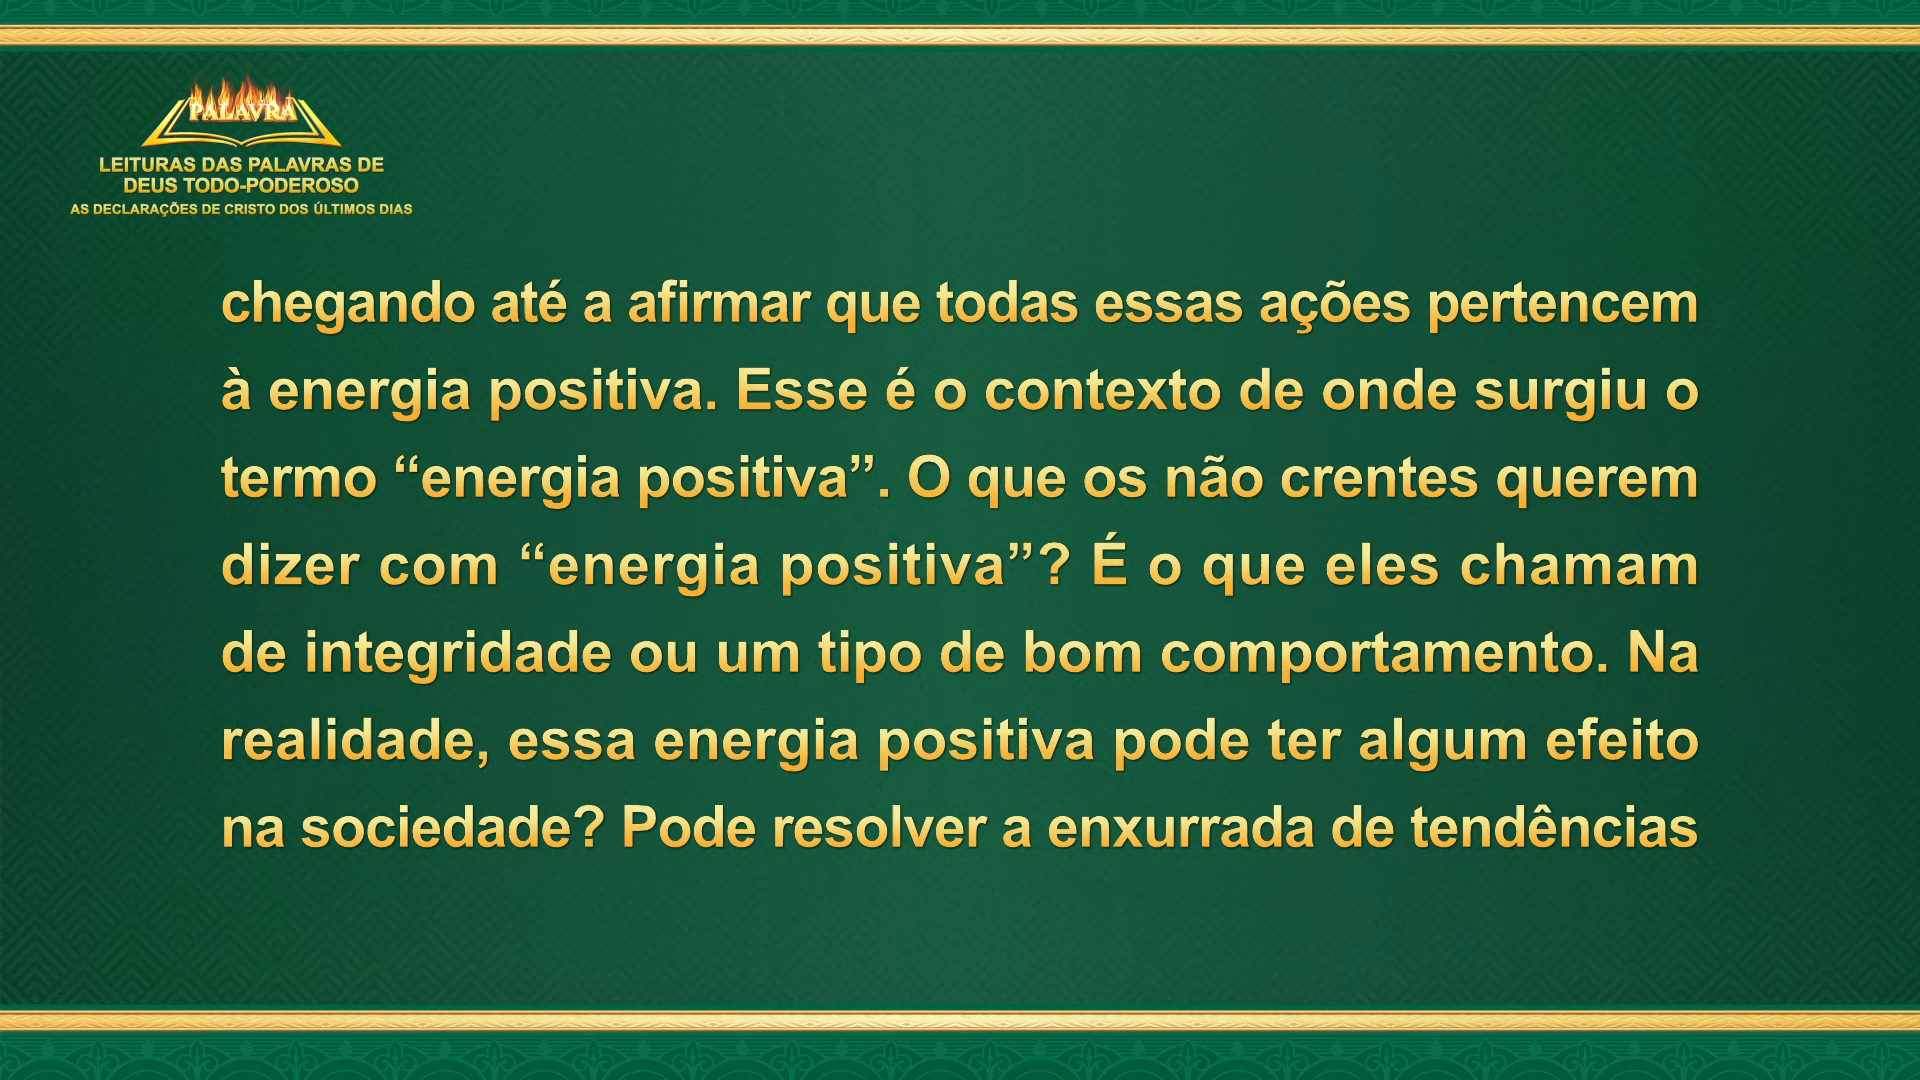 PALAVRA
LEITURAS DAS PALAVRAS DE
DEUS TODO-PODEROSO
AS DECLARAÇÕES DE CRISTO DOS ÚLTIMOS DIAS
chegando até a afirmar que todas essas ações pertencem
à energia positiva. Esse é o contexto de onde surgiu o
termo “energia positiva”. O que os não crentes querem
dizer com “energia positiva”? É o que eles chamam
de integridade ou um tipo de bom comportamento. Na
realidade, essa energia positiva pode ter algum efeito
na sociedade? Pode resolver a enxurrada de tendências